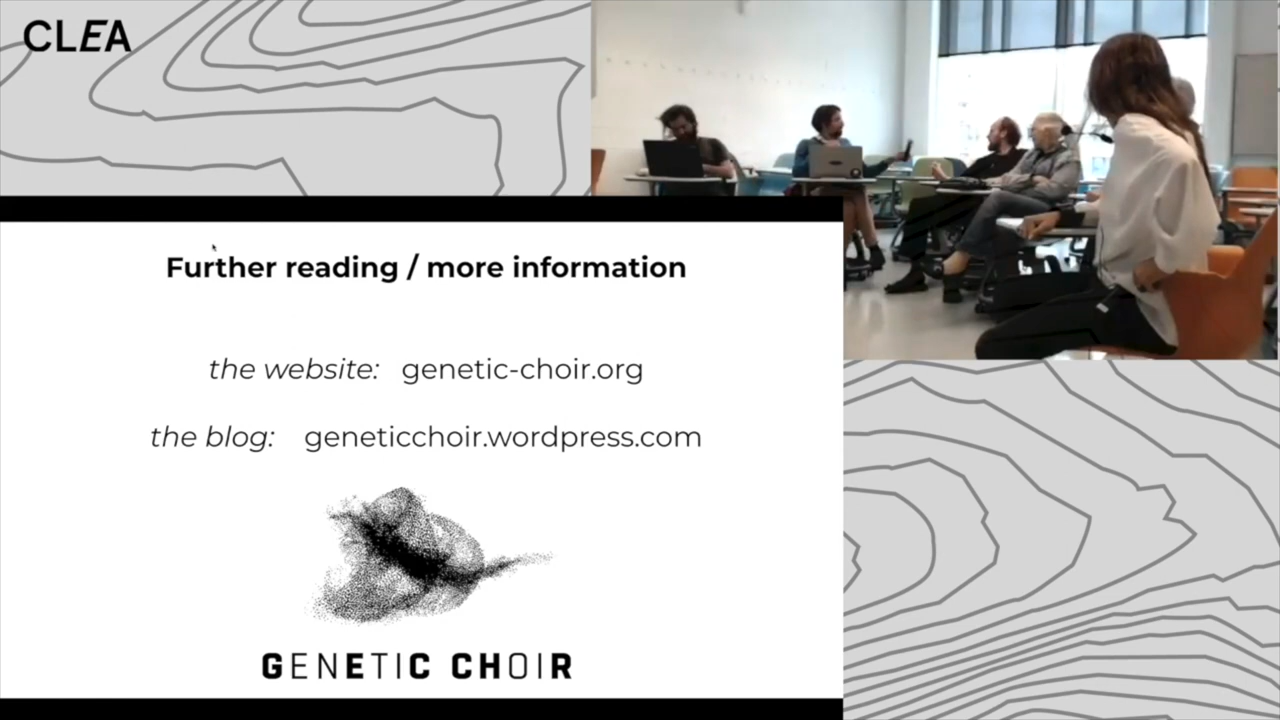 CLEA
Further reading / more information
the website: genetic-choir.org
the blog: geneticchoir.wordpress.com
GENETIC CHOIR